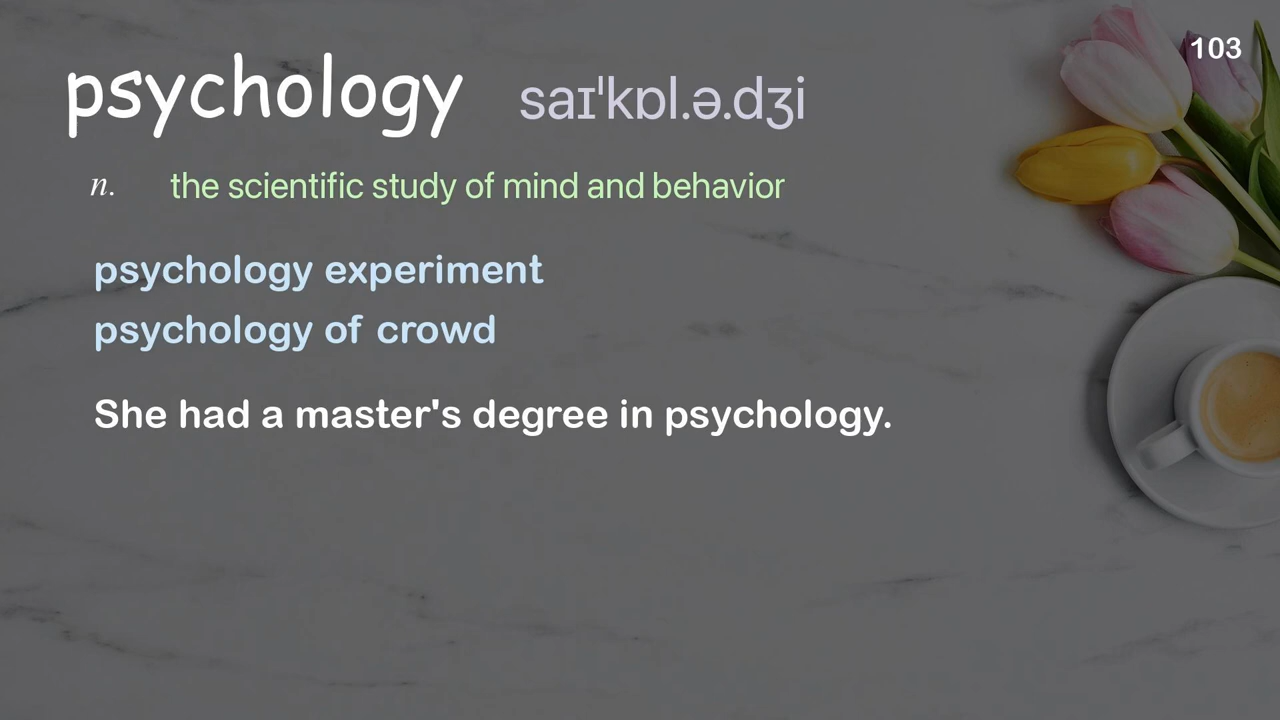 103
psychology saɪˈkɒl.ə.dʒi
n. the scientific study of mind and behavior
psychology experiment
psychology of crowd
She had a master's degree in psychology.